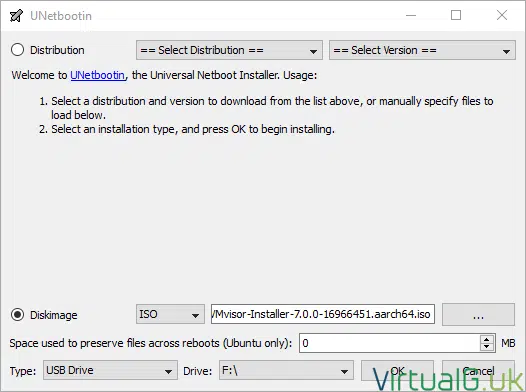 UNetbootin
Distribution == Select Distribution == == Select Version ==
Welcome to UNetbootin, the Universal Netboot Installer. Usage:
1. Select a distribution and version to download from the list above, or manually specify files to
load below.
2. Select an installation type, and press OK to begin installing.
Diskimage ISO /Mvisor-Installer-7.0.0-16966451.aarch64.iso ...
Space used to preserve files across reboots (Ubuntu only): 0 MB
Type: USB Drive Drive: F:\ OK Cancel
VirtualG.uk